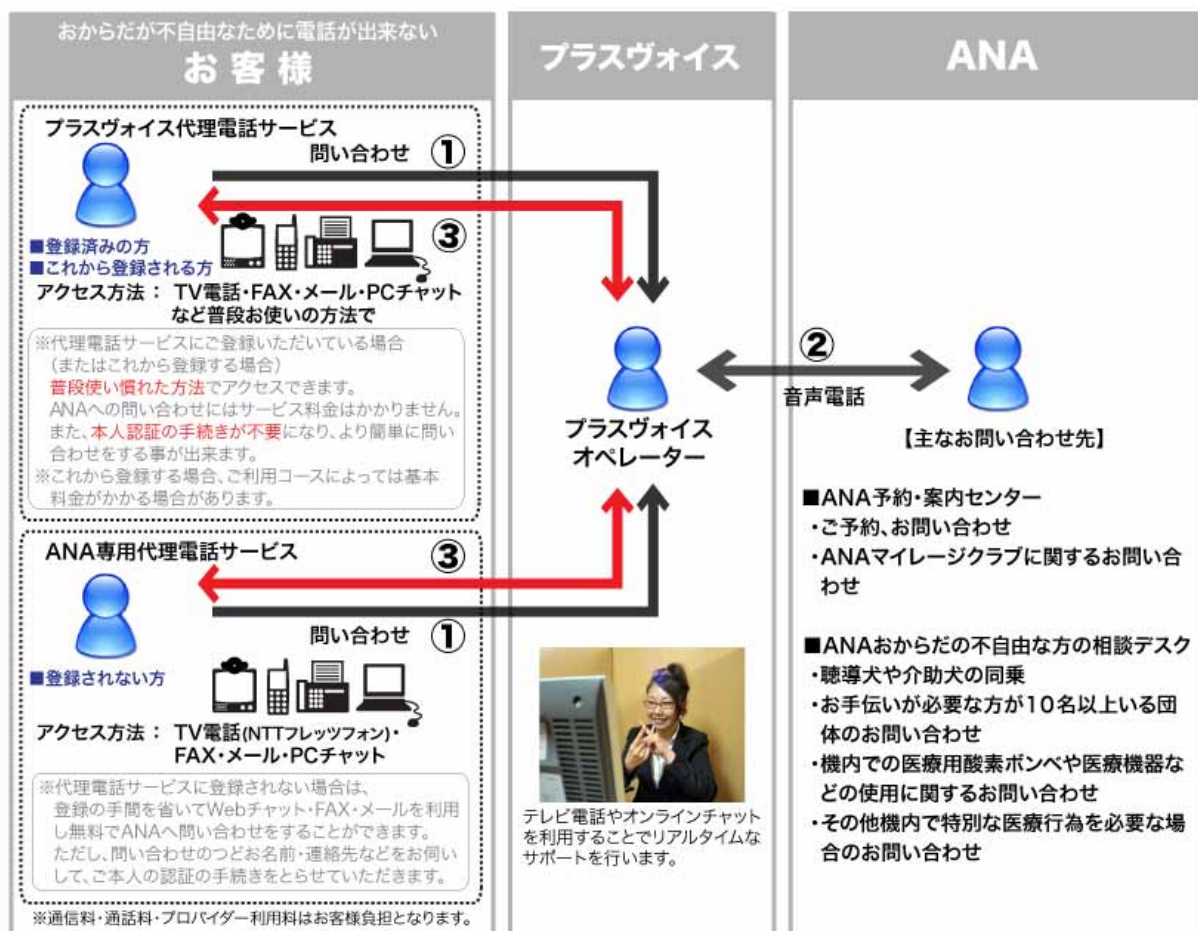 おからだが不自由なために電話が出来ない
お客様
プラスヴォイス代理電話サービス
問い合わせ ①
③
■登録済みの方
■これから登録される方
アクセス方法： TV電話・FAX・メール・PCチャット
など普段お使いの方法で
※代理電話サービスにご登録いただいている場合
（またはこれから登録する場合）
普段使い慣れた方法でアクセスできます。
ANAへの問い合わせにはサービス料金はかかりません。
また、本人認証の手続きが不要になり、より簡単に問い
合わせをする事が出来ます。
※これから登録する場合、ご利用コースによっては基本
料金がかかる場合があります。
ANA専用代理電話サービス
③
問い合わせ ①
■登録されない方
アクセス方法： TV電話(NTTフレッツフォン)・
FAX・メール・PCチャット
※代理電話サービスに登録されない場合は、
登録の手間を省いてWebチャット・FAX・メールを利用
し無料でANAへ問い合わせをすることができます。
ただし、問い合わせのつどお名前・連絡先などをお伺い
して、ご本人の認証の手続きをとらせていただきます。
※通信料・通話料・プロバイダー利用料はお客様負担となります。
プラスヴォイス
プラスヴォイス
オペレーター
テレビ電話やオンラインチャット
を利用することでリアルタイムな
サポートを行います。
②
音声電話
ANA
【主なお問い合わせ先】
■ANA予約・案内センター
・ご予約、お問い合わせ
・ANAマイレージクラブに関するお問い合
わせ
■ANAおからだの不自由な方の相談デスク
・聴導犬や介助犬の同乗
・お手伝いが必要な方が10名以上いる団
体のお問い合わせ
・機内での医療用酸素ボンベや医療機器な
どの使用に関するお問い合わせ
・その他機内で特別な医療行為を必要な場
合のお問い合わせ